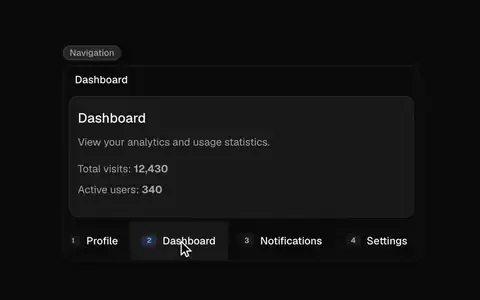 Navigation
Dashboard
Dashboard
View your analytics and usage statistics.
Total visits: 12,430
Active users: 340
1 Profile 2 Dashboard 3 Notifications 4 Settings